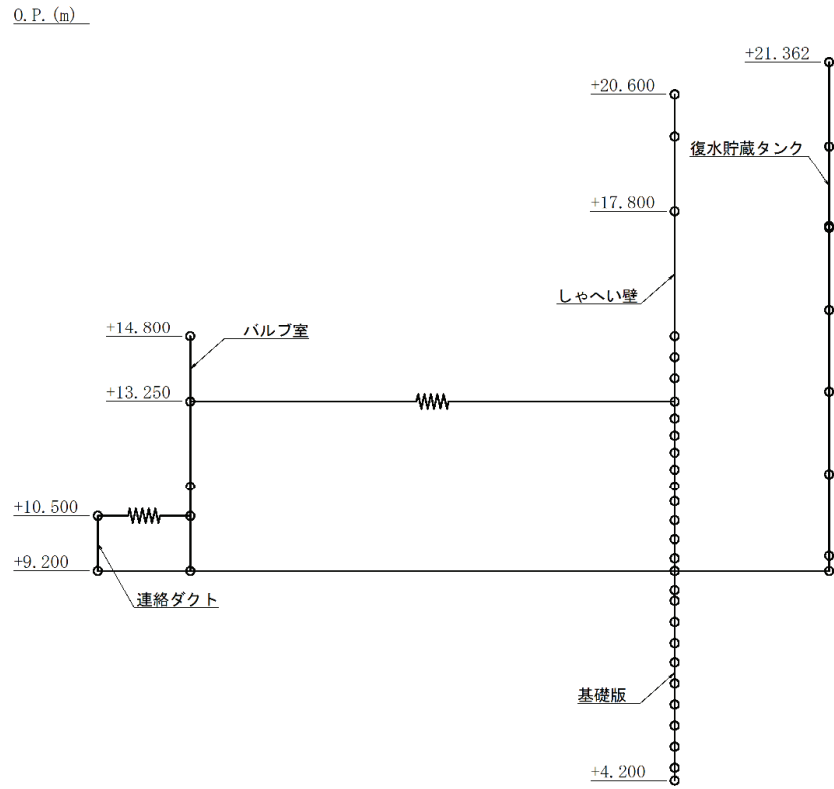 O.P.(m)
+21.362
+20.600
復水貯蔵タンク
+17.800
しゃへい壁
+14.800
バルブ室
+13.250
+10.500
+9.200
連絡ダクト
基礎版
+4.200